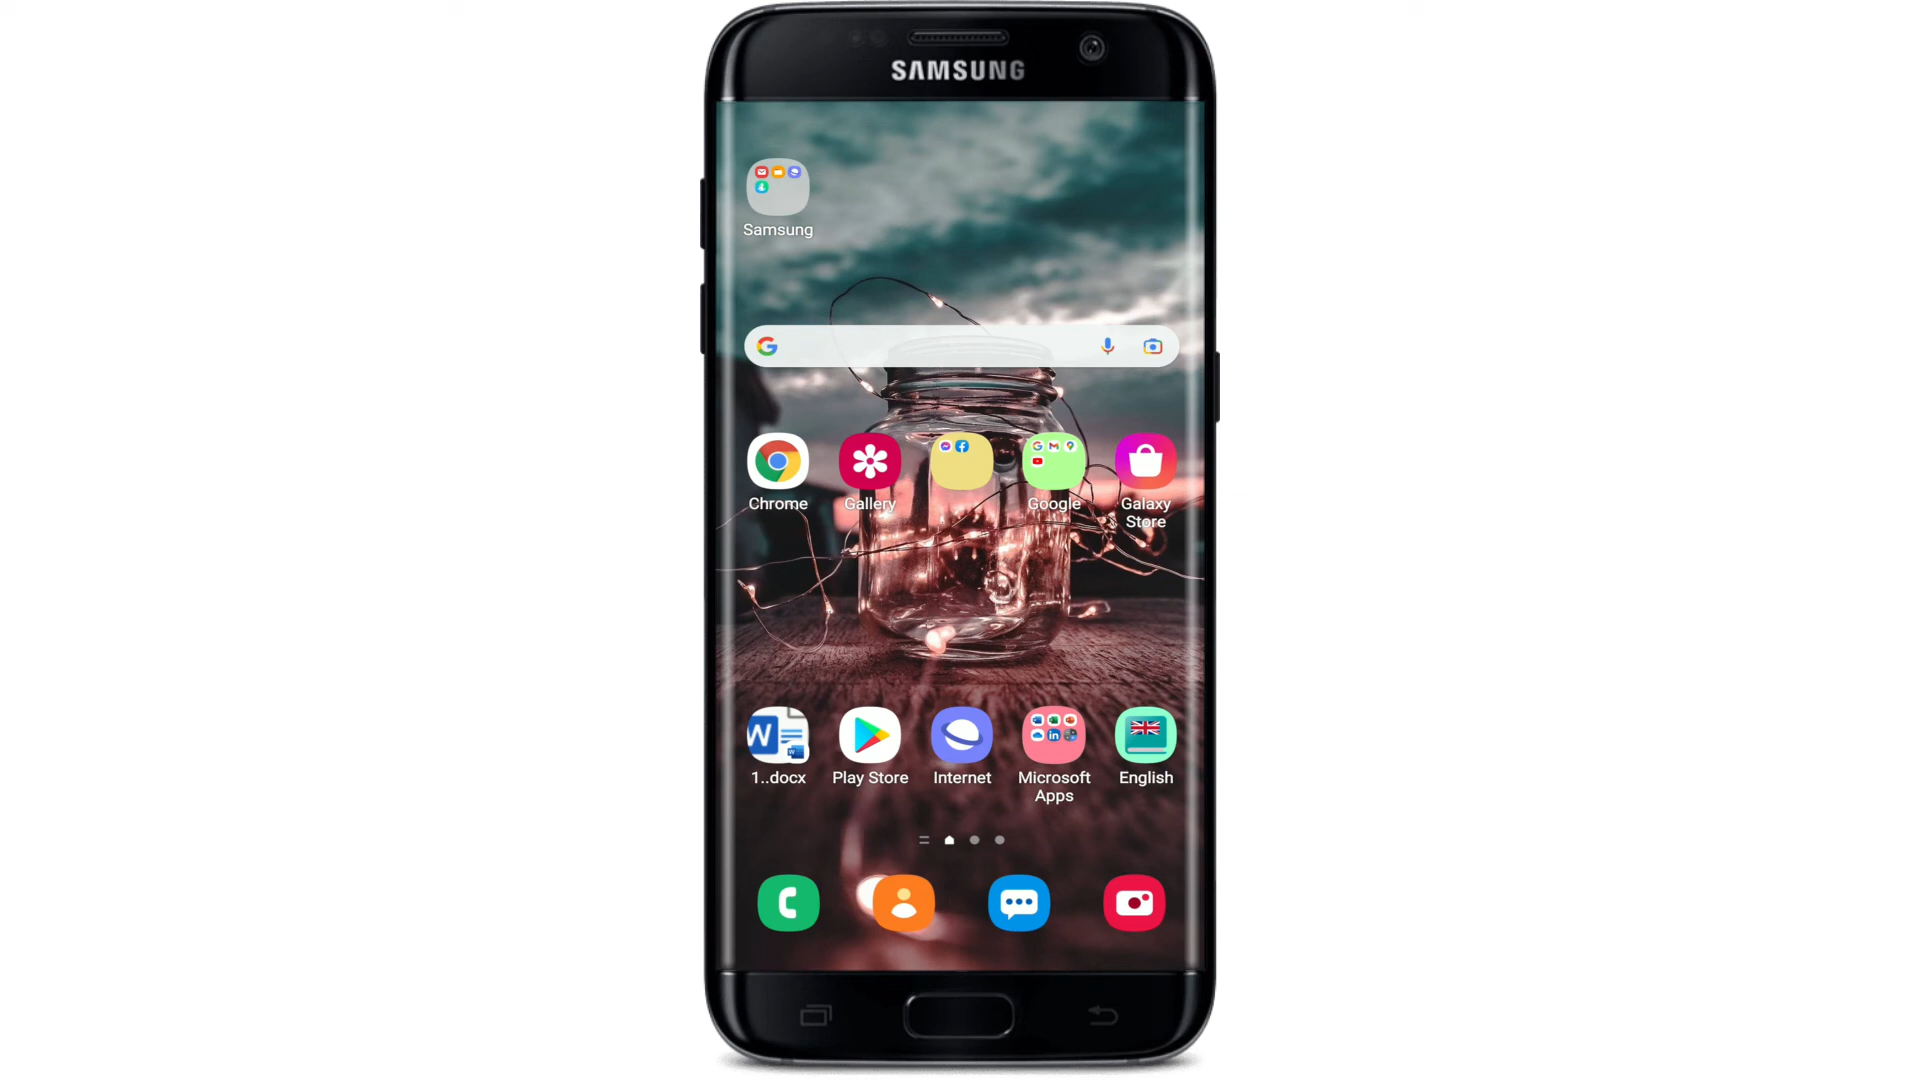 SAMSUNG
Samsung
Chrome
Gallery
Google
Galaxy
Store
1..docx
Play Store
Internet
Microsoft
Apps
English